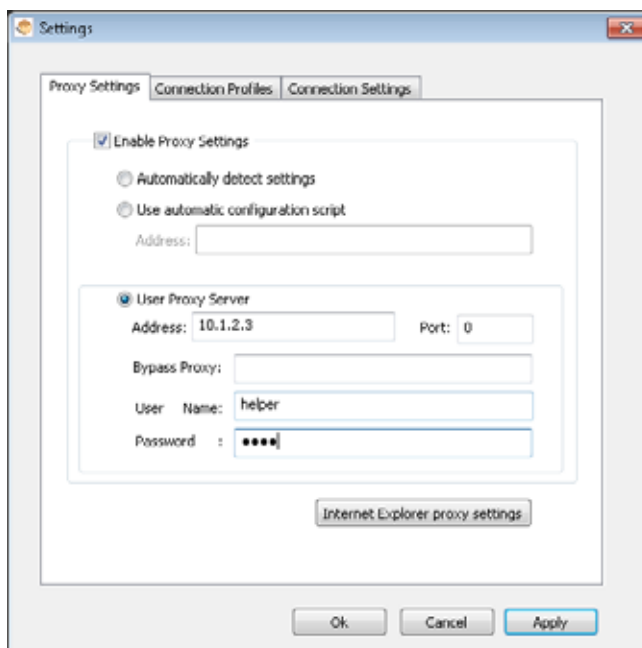 Settings
Proxy Settings Connection Profiles Connection Settings
Enable Proxy Settings
Automatically detect settings
Use automatic configuration script
Address:
User Proxy Server
Address: 10.1.2.3 Port: 0
Bypass Proxy:
User Name: helper
Password : ••••
Internet Explorer proxy settings
Ok Cancel Apply